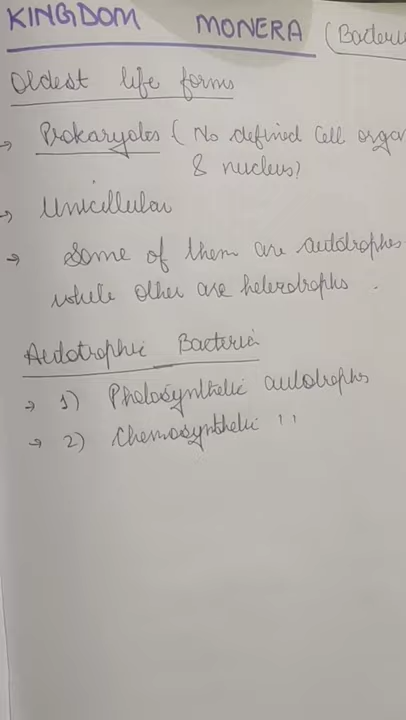 KINGDOM MONERA (Bacteri
Oldest life forms
→ Prokaryotes ( No defined cell organ
& nucleus)
→ Unicellular
→ Some of them are autotrophs
while other are heterotrophs .
Autotrophic Bacteria
→ 1) Photosynthetic autotrophs
→ 2) Chemosynthetic ''